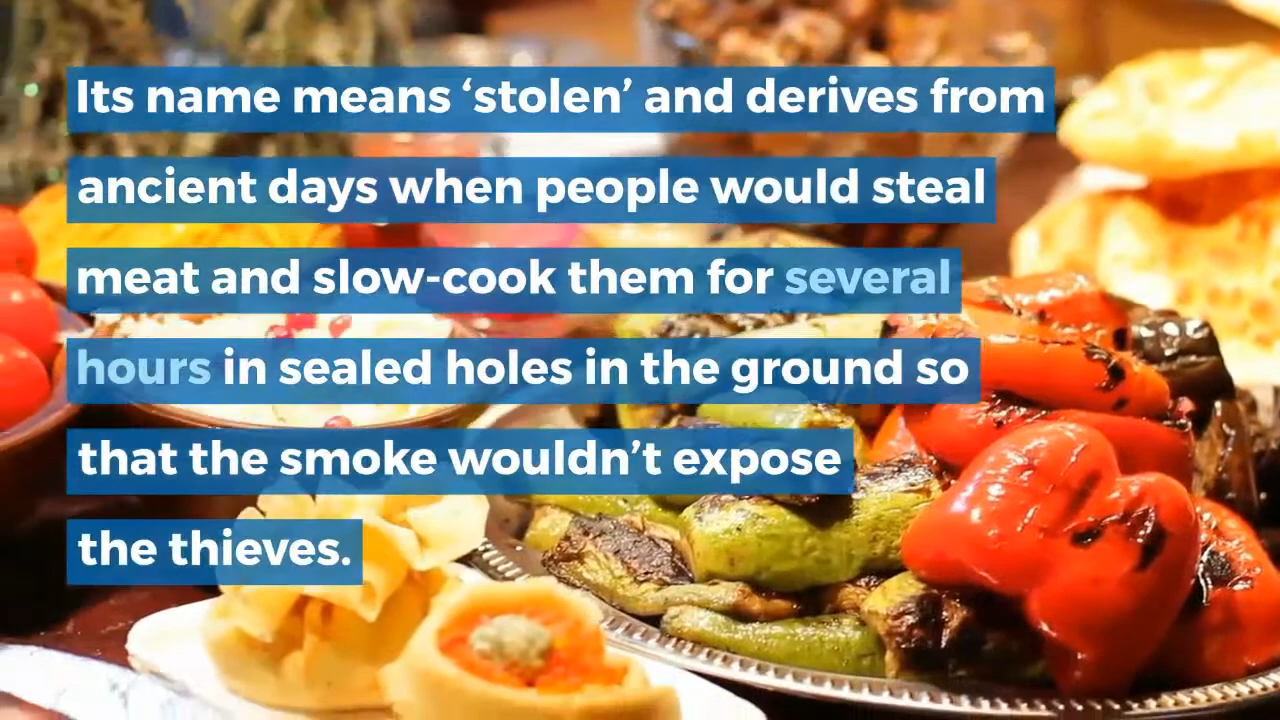 Its name means ‘stolen’ and derives from
ancient days when people would steal
meat and slow-cook them for several
hours in sealed holes in the ground so
that the smoke wouldn’t expose
the thieves.